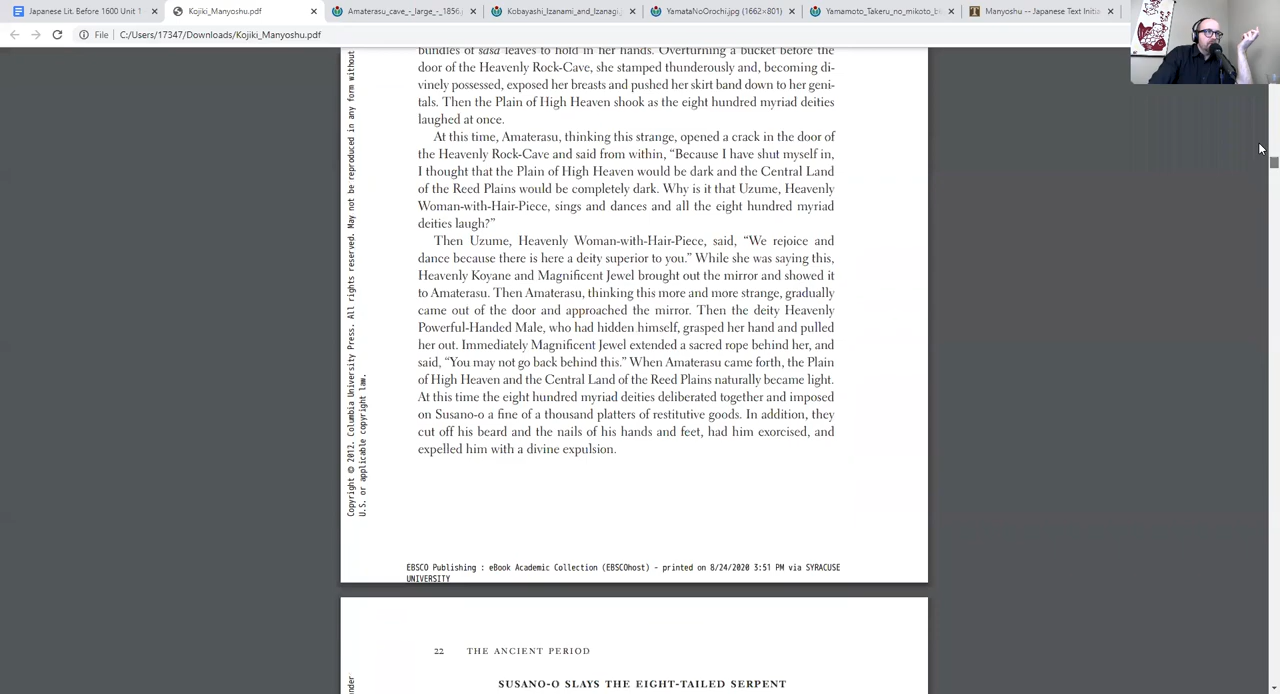 Japanese Lit. Before 1600 Unit 1
Kojiki_Manyoshu.pdf
Amaterasu_cave_-_large_-_1856
Kobayashi_Izanami_and_Izanagi
YamataNoOrochi.jpg (1662×801)
Yamamoto_Takeru_no_mikoto_b
Manyoshu -- Japanese Text Initia
File
C:/Users/17347/Downloads/Kojiki_Manyoshu.pdf
bundles of sasa leaves to hold in her hands. Overturning a bucket before the
door of the Heavenly Rock-Cave, she stamped thunderously and, becoming di-
vinely possessed, exposed her breasts and pushed her skirt band down to her geni-
tals. Then the Plain of High Heaven shook as the eight hundred myriad deities
laughed at once.
At this time, Amaterasu, thinking this strange, opened a crack in the door of
the Heavenly Rock-Cave and said from within, “Because I have shut myself in,
I thought that the Plain of High Heaven would be dark and the Central Land
of the Reed Plains would be completely dark. Why is it that Uzume, Heavenly
Woman-with-Hair-Piece, sings and dances and all the eight hundred myriad
deities laugh?”
Then Uzume, Heavenly Woman-with-Hair-Piece, said, “We rejoice and
dance because there is here a deity superior to you.” While she was saying this,
Heavenly Koyane and Magnificent Jewel brought out the mirror and showed it
to Amaterasu. Then Amaterasu, thinking this more and more strange, gradually
came out of the door and approached the mirror. Then the deity Heavenly
Powerful-Handed Male, who had hidden himself, grasped her hand and pulled
her out. Immediately Magnificent Jewel extended a sacred rope behind her, and
said, “You may not go back behind this.” When Amaterasu came forth, the Plain
of High Heaven and the Central Land of the Reed Plains naturally became light.
At this time the eight hundred myriad deities deliberated together and imposed
on Susano-o a fine of a thousand platters of restitutive goods. In addition, they
cut off his beard and the nails of his hands and feet, had him exorcised, and
expelled him with a divine expulsion.
Copyright © 2012. Columbia University Press. All rights reserved. May not be reproduced in any form without
U.S. or applicable copyright law.
EBSCO Publishing : eBook Academic Collection (EBSCOhost) - printed on 8/24/2020 3:51 PM via SYRACUSE
UNIVERSITY
22 THE ANCIENT PERIOD
SUSANO-O SLAYS THE EIGHT-TAILED SERPENT